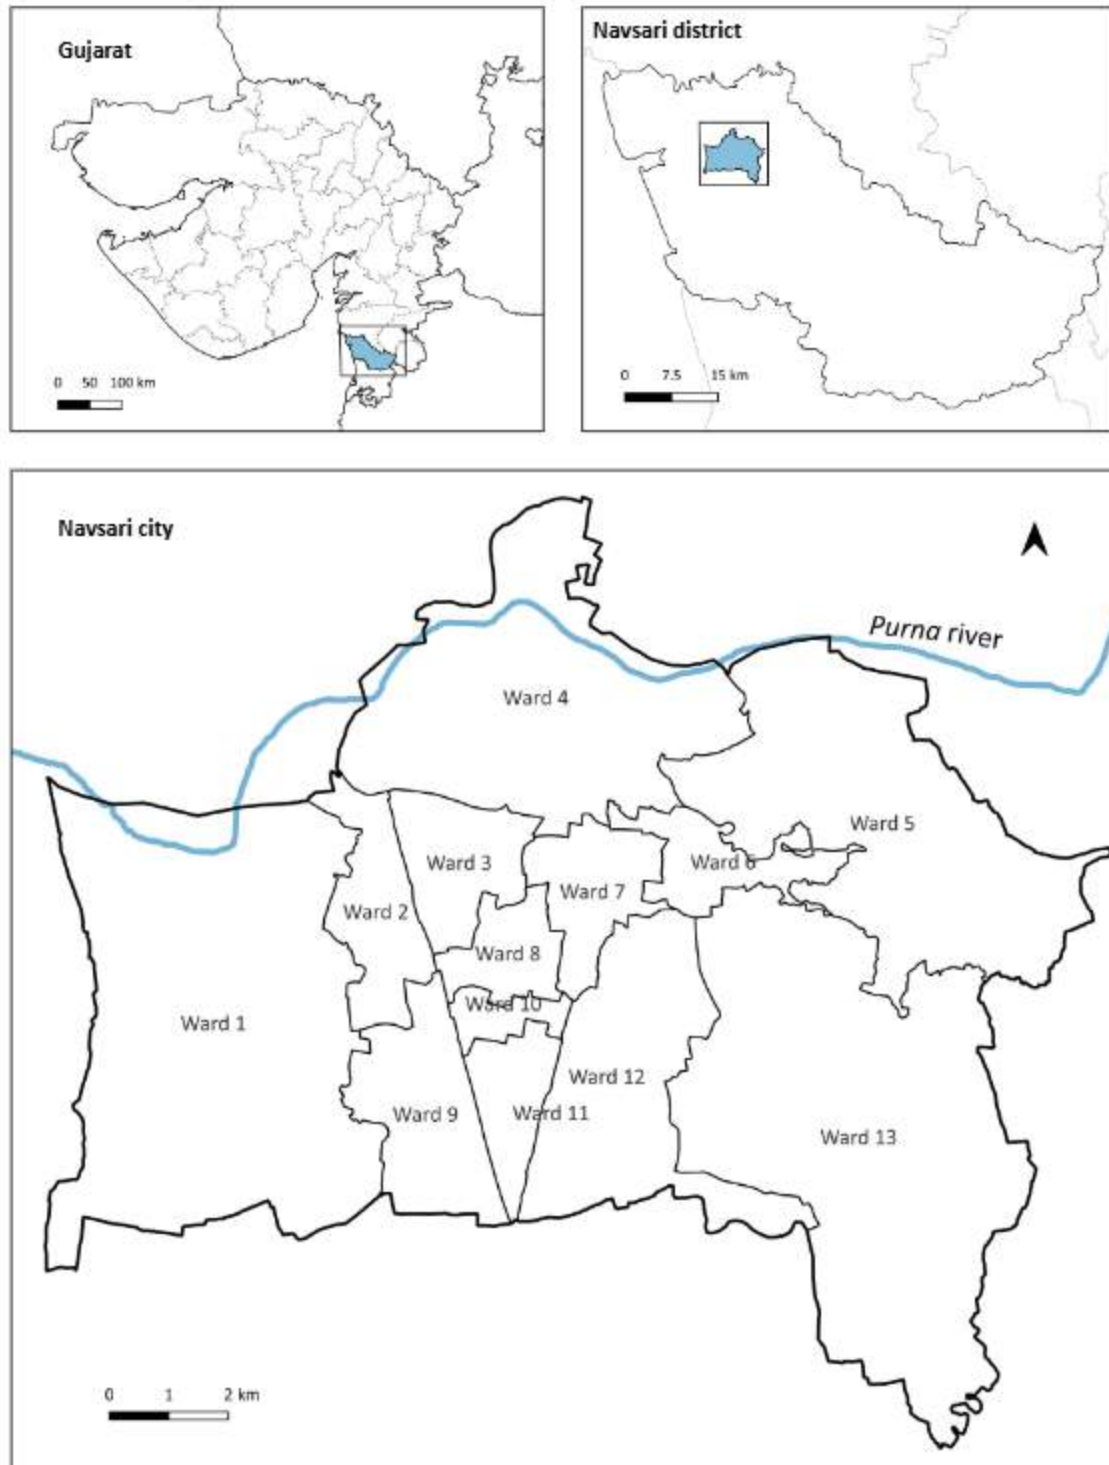 Gujarat
0 50 100 km
Navsari district
0 7.5 15 km
Navsari city
Purna river
Ward 4
Ward 5
Ward 3
Ward 6
Ward 7
Ward 2
Ward 8
Ward 10
Ward 1
Ward 12
Ward 9
Ward 11
Ward 13
0 1 2 km